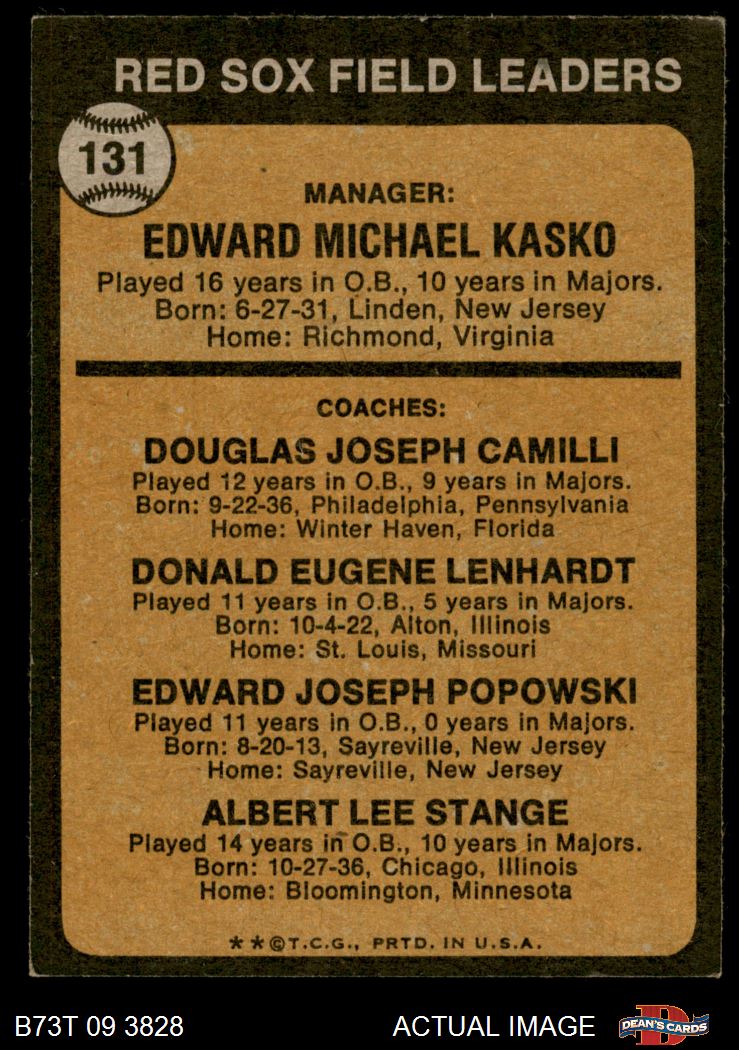 RED SOX FIELD LEADERS
131
MANAGER:
EDWARD MICHAEL KASKO
Played 16 years in O.B., 10 years in Majors.
Born: 6-27-31, Linden, New Jersey
Home: Richmond, Virginia
COACHES:
DOUGLAS JOSEPH CAMILLI
Played 12 years in O.B., 9 years in Majors.
Born: 9-22-36, Philadelphia, Pennsylvania
Home: Winter Haven, Florida
DONALD EUGENE LENHARDT
Played 11 years in O.B., 5 years in Majors.
Born: 10-4-22, Alton, Illinois
Home: St. Louis, Missouri
EDWARD JOSEPH POPOWSKI
Played 11 years in O.B., 0 years in Majors.
Born: 8-20-13, Sayreville, New Jersey
Home: Sayreville, New Jersey
ALBERT LEE STANGE
Played 14 years in O.B., 10 years in Majors.
Born: 10-27-36, Chicago, Illinois
Home: Bloomington, Minnesota
**©T.C.G., PRTD. IN U.S.A.
B73T 09 3828 ACTUAL IMAGE D DEAN'S CARDS